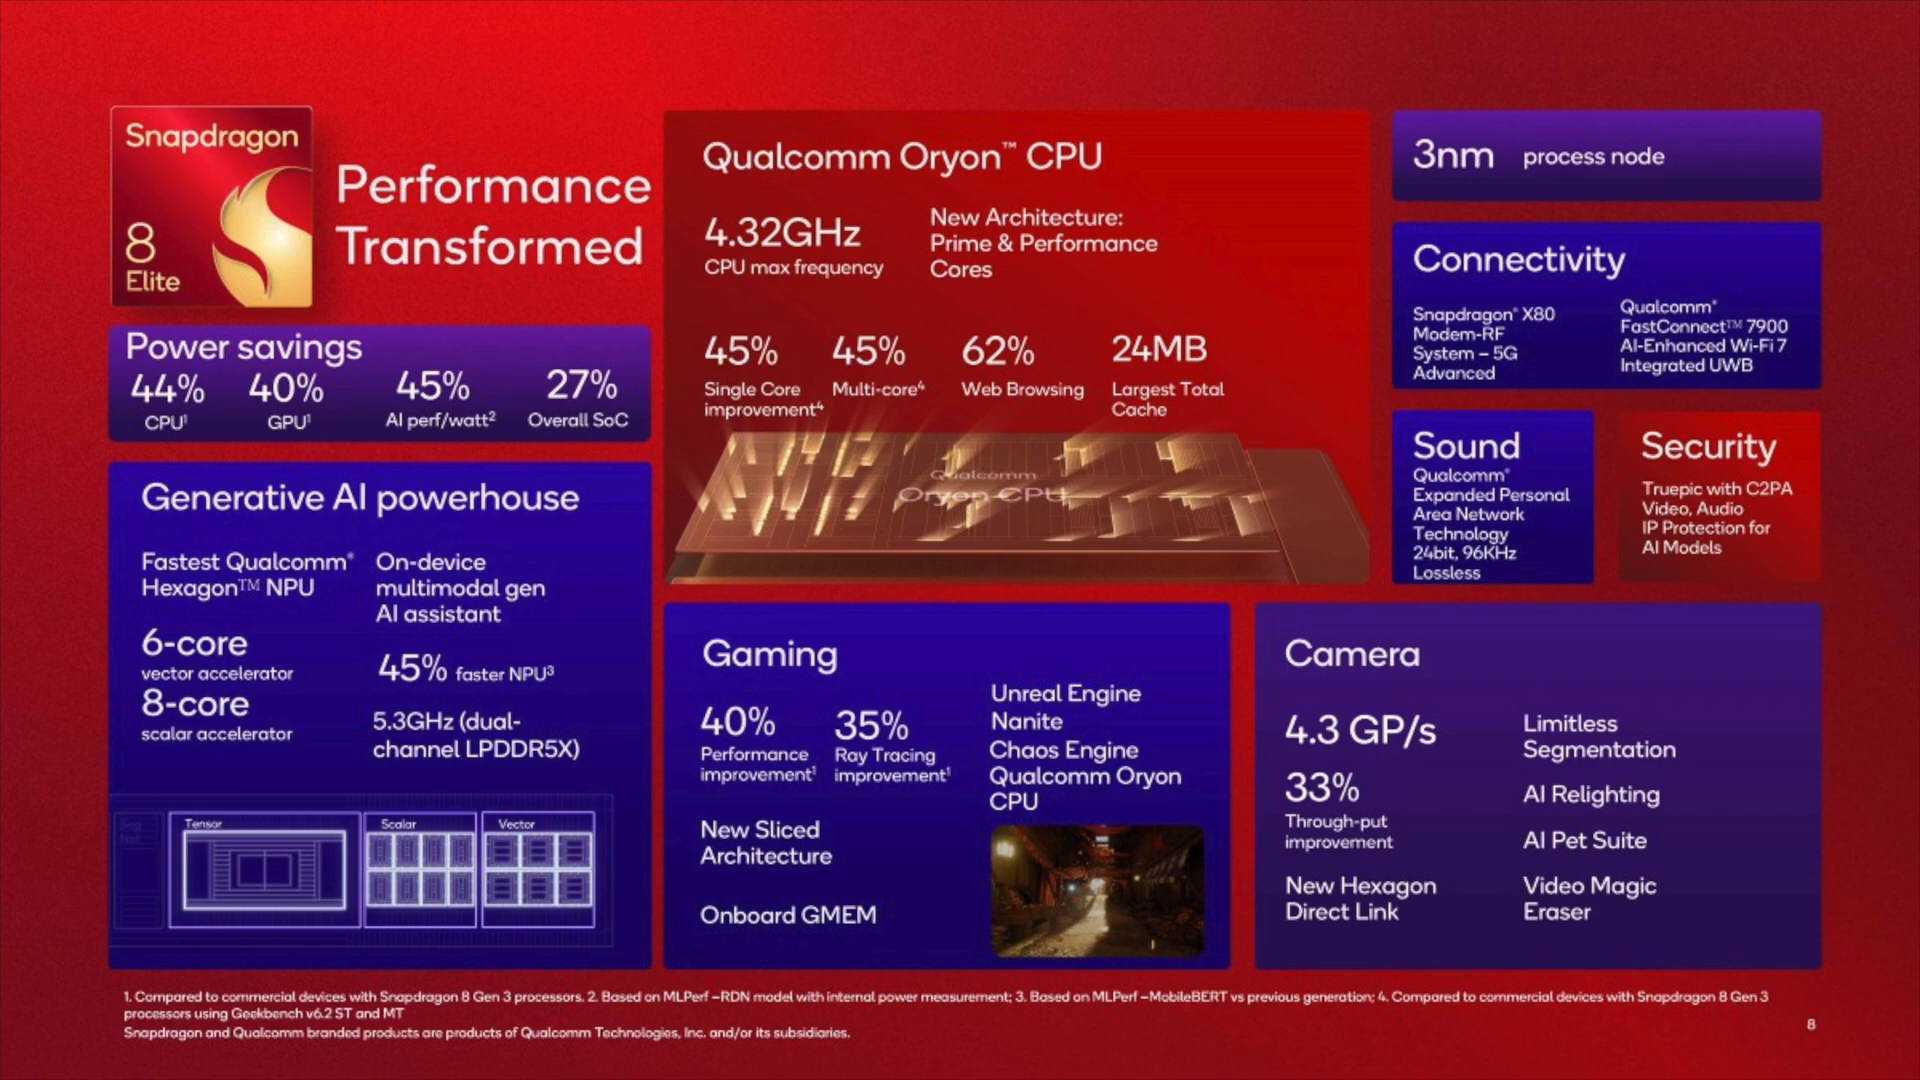 Snapdragon
8
Elite
Performance
Transformed
Power savings
44%
CPU¹
40%
GPU¹
45%
AI perf/watt²
27%
Overall SoC
Generative AI powerhouse
Fastest Qualcomm®
Hexagon™ NPU
6-core
vector accelerator
8-core
scalar accelerator
On-device
multimodal gen
AI assistant
45% faster NPU³
5.3GHz (dual-
channel LPDDR5X)
Tensor
Scalar
Vector
Qualcomm Oryon™ CPU
4.32GHz
CPU max frequency
New Architecture:
Prime & Performance
Cores
45%
Single Core
improvement⁴
45%
Multi-core⁴
62%
Web Browsing
24MB
Largest Total
Cache
Qualcomm
Oryon CPU
Gaming
40%
Performance
improvement¹
35%
Ray Tracing
improvement¹
New Sliced
Architecture
Onboard GMEM
Unreal Engine
Nanite
Chaos Engine
Qualcomm Oryon
CPU
3nm process node
Connectivity
Snapdragon® X80
Modem-RF
System – 5G
Advanced
Qualcomm®
FastConnect™ 7900
AI-Enhanced Wi-Fi 7
Integrated UWB
Sound
Qualcomm®
Expanded Personal
Area Network
Technology
24bit, 96KHz
Lossless
Security
Truepic with C2PA
Video, Audio
IP Protection for
AI Models
Camera
4.3 GP/s
33%
Through-put
improvement
New Hexagon
Direct Link
Limitless
Segmentation
AI Relighting
AI Pet Suite
Video Magic
Eraser
1. Compared to commercial devices with Snapdragon 8 Gen 3 processors. 2. Based on MLPerf –RDN model with internal power measurement; 3. Based on MLPerf –MobileBERT vs previous generation; 4. Compared to commercial devices with Snapdragon 8 Gen 3
processors using Geekbench v6.2 ST and MT
Snapdragon and Qualcomm branded products are products of Qualcomm Technologies, Inc. and/or its subsidiaries.
8